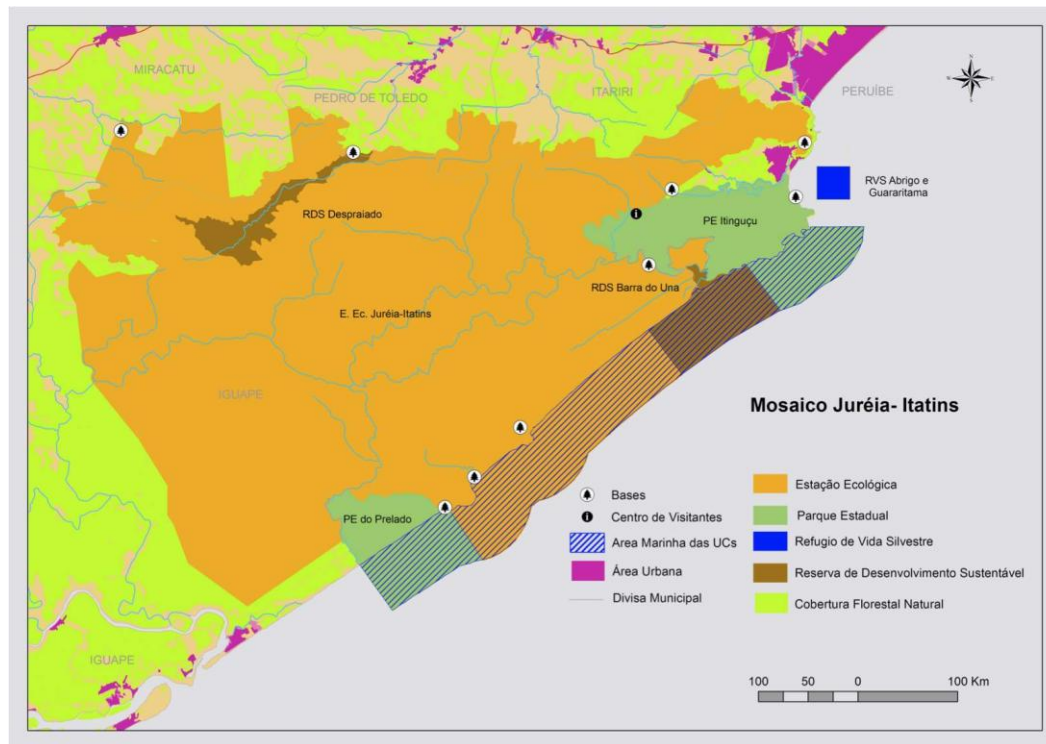 MIRACATU
PEDRO DE TOLEDO
ITARIRI
PERUÍBE
N
RVS Abrigo e
Guararitama
RDS Despraiado
PE Itinguçu
RDS Barra do Una
E. Ec. Juréia-Itatins
IGUAPE
PE do Prelado
IGUAPE
Mosaico Juréia- Itatins
Bases
Centro de Visitantes
Area Marinha das UCs
Área Urbana
Divisa Municipal
Estação Ecológica
Parque Estadual
Refugio de Vida Silvestre
Reserva de Desenvolvimento Sustentável
Cobertura Florestal Natural
100 50 0 100 Km